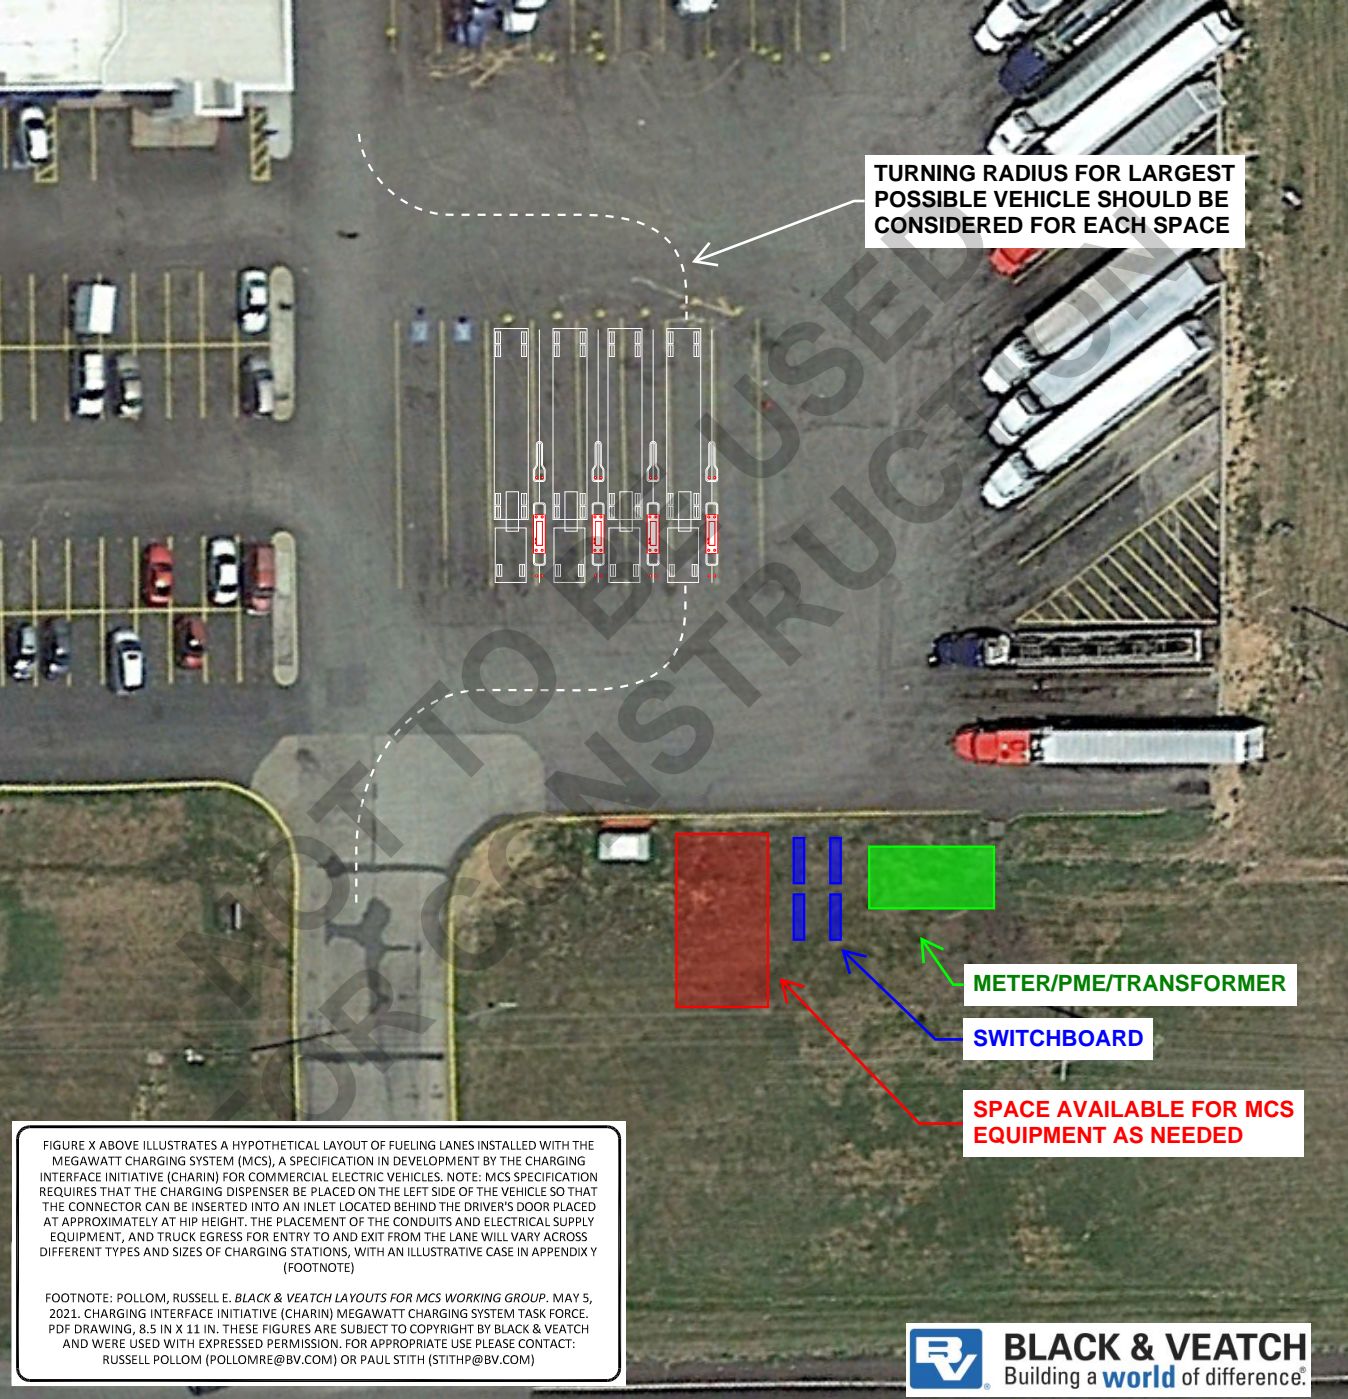 TURNING RADIUS FOR LARGEST
POSSIBLE VEHICLE SHOULD BE
CONSIDERED FOR EACH SPACE
NOT TO BE USED
FOR CONSTRUCTION
METER/PME/TRANSFORMER
SWITCHBOARD
SPACE AVAILABLE FOR MCS
EQUIPMENT AS NEEDED
FIGURE X ABOVE ILLUSTRATES A HYPOTHETICAL LAYOUT OF FUELING LANES INSTALLED WITH THE
MEGAWATT CHARGING SYSTEM (MCS), A SPECIFICATION IN DEVELOPMENT BY THE CHARGING
INTERFACE INITIATIVE (CHARIN) FOR COMMERCIAL ELECTRIC VEHICLES. NOTE: MCS SPECIFICATION
REQUIRES THAT THE CHARGING DISPENSER BE PLACED ON THE LEFT SIDE OF THE VEHICLE SO THAT
THE CONNECTOR CAN BE INSERTED INTO AN INLET LOCATED BEHIND THE DRIVER'S DOOR PLACED
AT APPROXIMATELY AT HIP HEIGHT. THE PLACEMENT OF THE CONDUITS AND ELECTRICAL SUPPLY
EQUIPMENT, AND TRUCK EGRESS FOR ENTRY TO AND EXIT FROM THE LANE WILL VARY ACROSS
DIFFERENT TYPES AND SIZES OF CHARGING STATIONS, WITH AN ILLUSTRATIVE CASE IN APPENDIX Y
(FOOTNOTE)
FOOTNOTE: POLLOM, RUSSELL E. BLACK & VEATCH LAYOUTS FOR MCS WORKING GROUP. MAY 5,
2021. CHARGING INTERFACE INITIATIVE (CHARIN) MEGAWATT CHARGING SYSTEM TASK FORCE.
PDF DRAWING, 8.5 IN X 11 IN. THESE FIGURES ARE SUBJECT TO COPYRIGHT BY BLACK & VEATCH
AND WERE USED WITH EXPRESSED PERMISSION. FOR APPROPRIATE USE PLEASE CONTACT:
RUSSELL POLLOM (POLLOMRE@BV.COM) OR PAUL STITH (STITHP@BV.COM)
BV®
BLACK & VEATCH
Building a world of difference.®